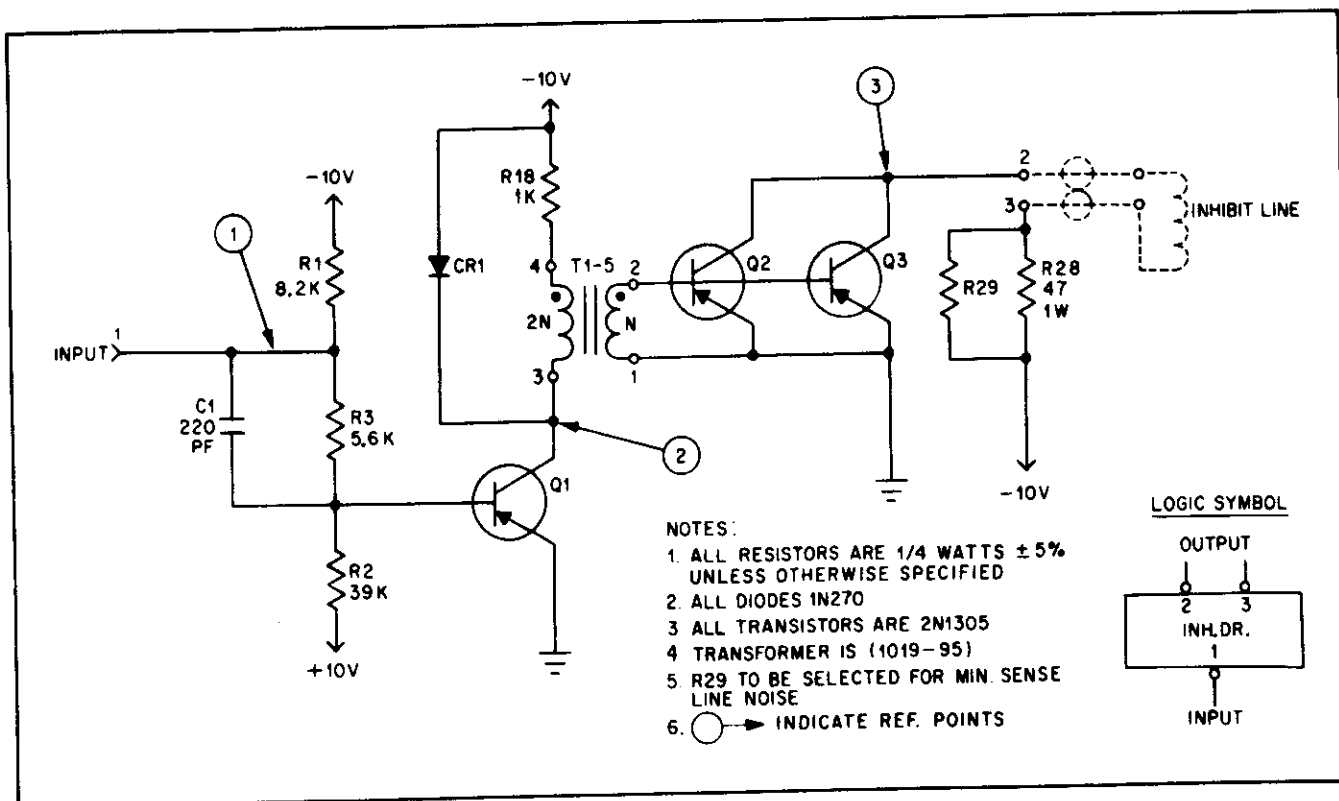 -10V
3
R18
1K
2
-10V
3
INHIBIT LINE
1
CR1
4
T1-5
2
Q2
Q3
R1
8.2K
R29
R28
47
1W
2N
N
INPUT
1
3
1
C1
220
PF
R3
5.6K
2
Q1
-10V
R2
39K
+10V
NOTES:
1. ALL RESISTORS ARE 1/4 WATTS ±5%
UNLESS OTHERWISE SPECIFIED
2. ALL DIODES 1N270
3 ALL TRANSISTORS ARE 2N1305
4 TRANSFORMER IS (1019-95)
5. R29 TO BE SELECTED FOR MIN. SENSE
LINE NOISE
6. INDICATE REF. POINTS
LOGIC SYMBOL
OUTPUT
2 3
INH.DR.
1
INPUT